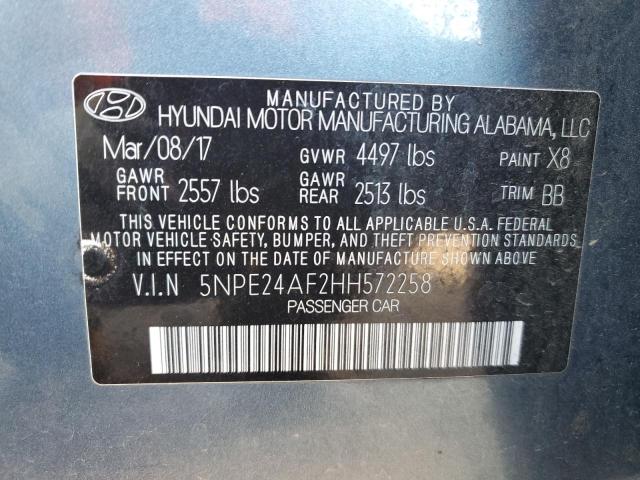 MANUFACTURED BY
HYUNDAI MOTOR MANUFACTURING ALABAMA, LLC
Mar/08/17 GVWR 4497 lbs PAINT X8
GAWR FRONT 2557 lbs GAWR REAR 2513 lbs TRIM BB
THIS VEHICLE CONFORMS TO ALL APPLICABLE U.S.A. FEDERAL
MOTOR VEHICLE-SAFETY, BUMPER, AND THEFT PREVENTION STANDARDS
IN EFFECT ON THE DATE OF MANUFACTURE SHOWN ABOVE.
V.I.N 5NPE24AF2HH572258
PASSENGER CAR